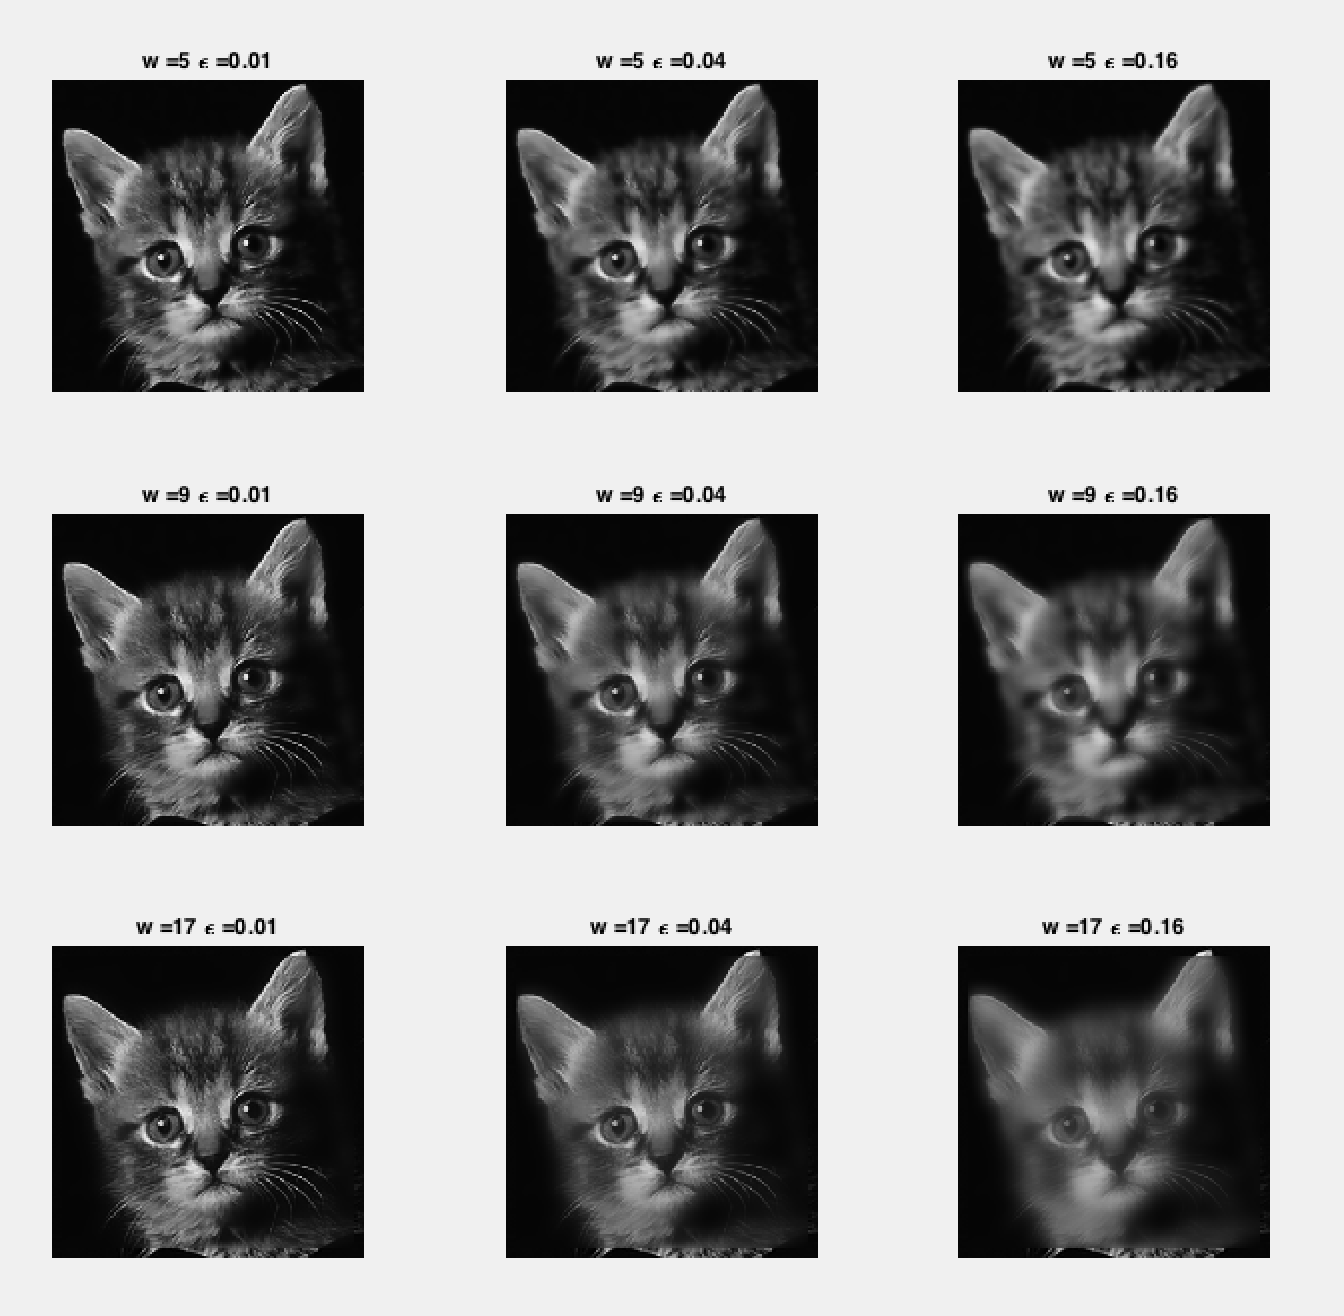 w =5 ϵ =0.01
w =5 ϵ =0.04
w =5 ϵ =0.16
w =9 ϵ =0.01
w =9 ϵ =0.04
w =9 ϵ =0.16
w =17 ϵ =0.01
w =17 ϵ =0.04
w =17 ϵ =0.16